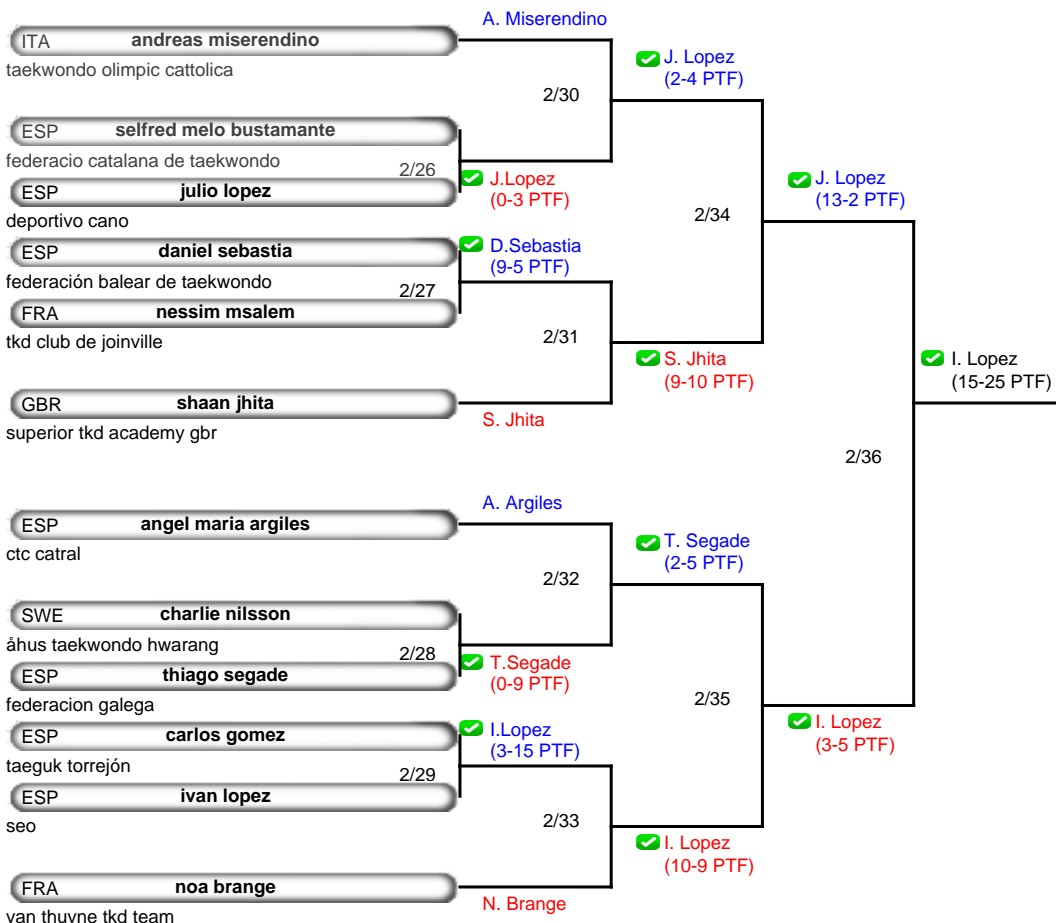 A. Miserendino
ITA andreas miserendino
taekwondo olimpic cattolica
J. Lopez
(2-4 PTF)
2/30
ESP selfred melo bustamante
federacio catalana de taekwondo
2/26
ESP julio lopez
deportivo cano
J.Lopez
(0-3 PTF)
J. Lopez
(13-2 PTF)
2/34
ESP daniel sebastia
federación balear de taekwondo
D.Sebastia
(9-5 PTF)
2/27
FRA nessim msalem
tkd club de joinville
2/31
S. Jhita
(9-10 PTF)
I. Lopez
(15-25 PTF)
GBR shaan jhita
superior tkd academy gbr
S. Jhita
2/36
A. Argiles
ESP angel maria argiles
ctc catral
T. Segade
(2-5 PTF)
2/32
SWE charlie nilsson
åhus taekwondo hwarang
2/28
ESP thiago segade
federacion galega
T.Segade
(0-9 PTF)
2/35
I. Lopez
(3-5 PTF)
ESP carlos gomez
taeguk torrejón
I.Lopez
(3-15 PTF)
2/29
ESP ivan lopez
seo
2/33
I. Lopez
(10-9 PTF)
FRA noa brange
van thuyne tkd team
N. Brange